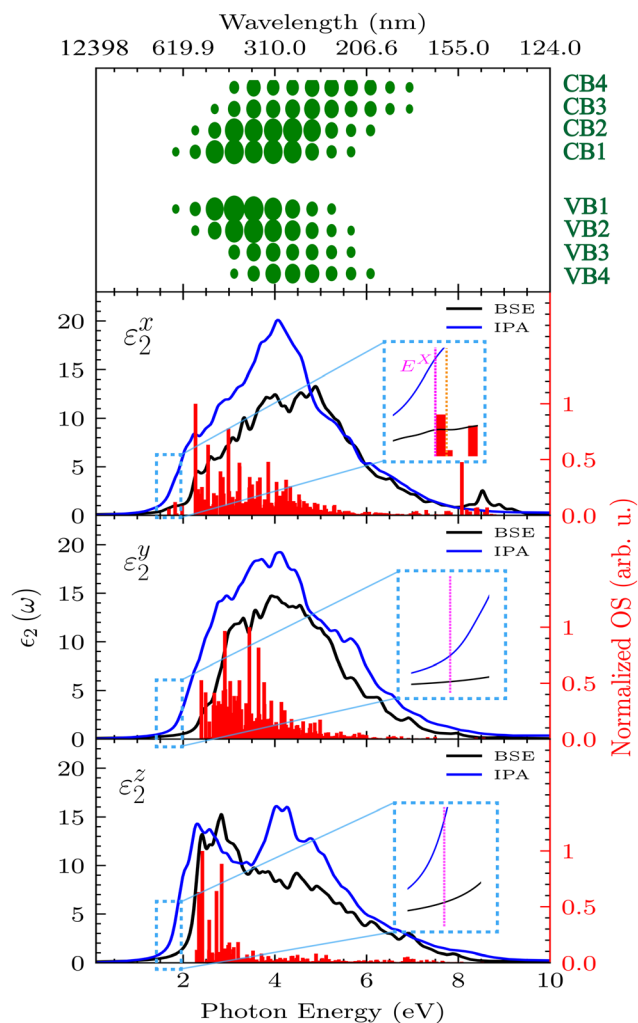 Wavelength (nm)
12398 619.9 310.0 206.6 155.0 124.0
CB4
CB3
CB2
CB1
VB1
VB2
VB3
VB4
20 ε₂ˣ BSE
IPA
15 Eˣ
10 1
5 0.5
0 0.0
20 ε₂ʸ BSE
IPA
15
10 1
5 0.5
0 0.0
20 ε₂ᶻ BSE
IPA
15
10 1
5 0.5
0 0.0
2 4 6 8 10
Photon Energy (eV)
ϵ₂(ω)
Normalized OS (arb. u.)